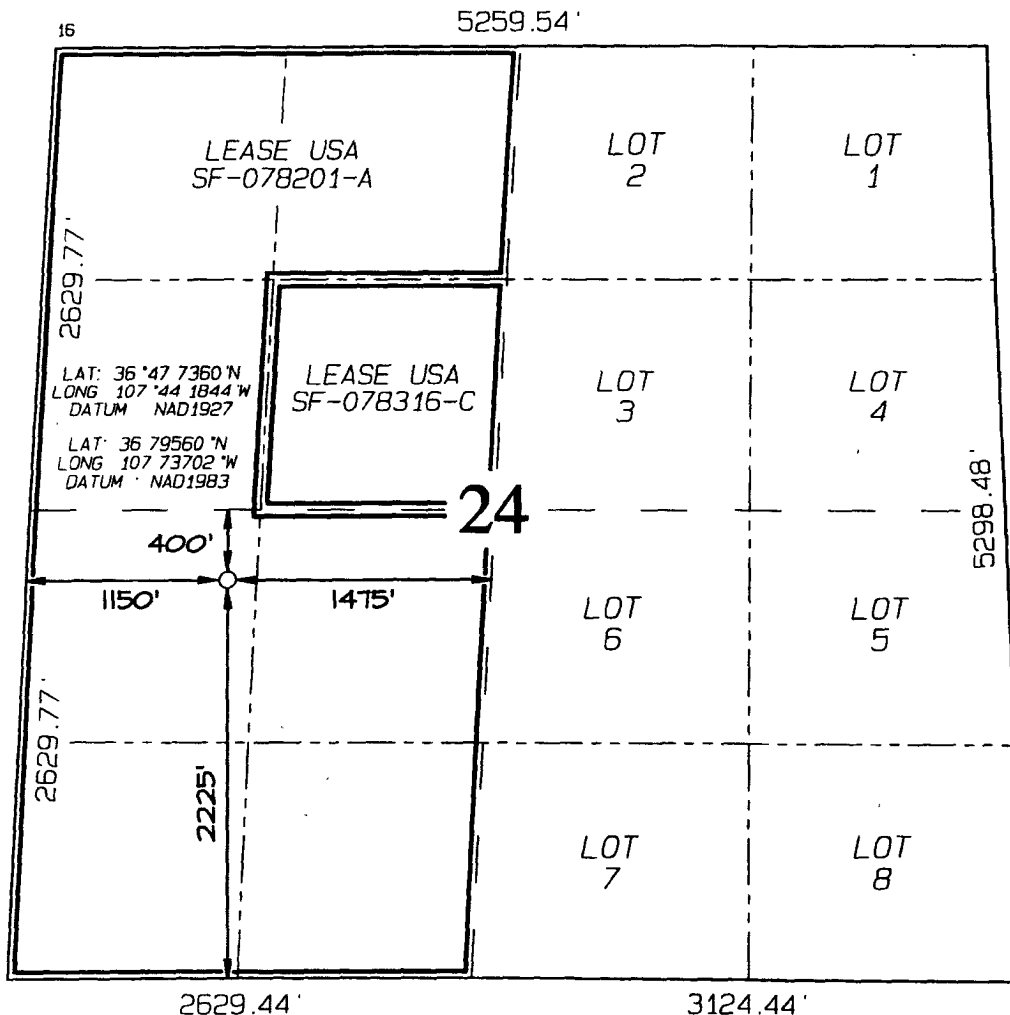 16
5259.54'
LEASE USA
SF-078201-A
LOT
2
LOT
1
2629.77'
LAT: 36°47 7360'N
LONG 107°44 1844'W
DATUM NAD1927
LAT: 36 79560°N
LONG 107 73702°W
DATUM NAD1983
LEASE USA
SF-078316-C
LOT
3
LOT
4
24
5298.48'
400'
1150'
1475'
LOT
6
LOT
5
2629.77'
2225'
LOT
7
LOT
8
2629.44'
3124.44'